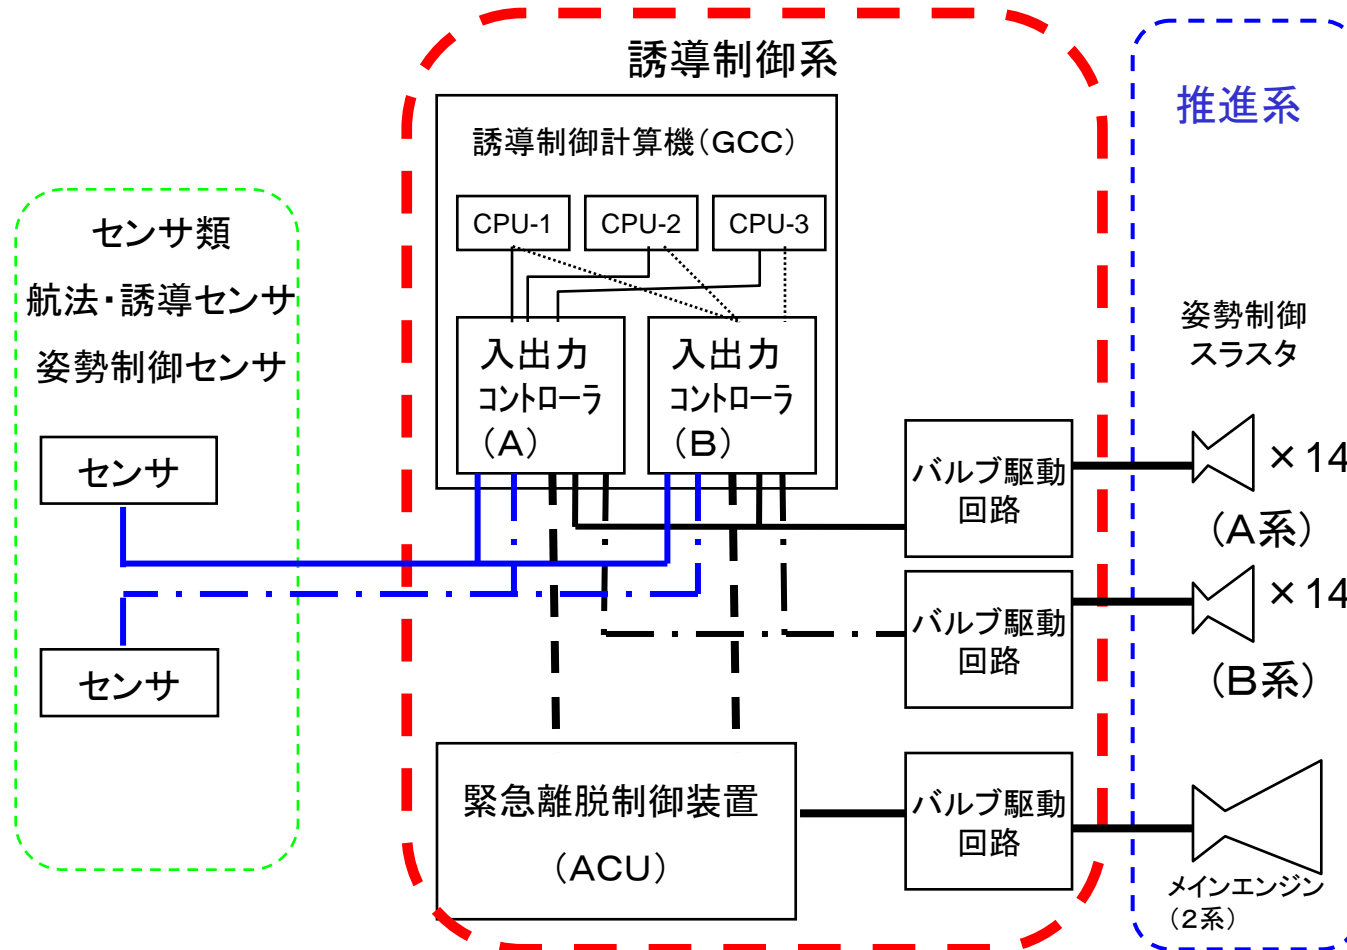 誘導制御系
誘導制御計算機(GCC)
CPU-1
CPU-2
CPU-3
入出力
コントローラ
(A)
入出力
コントローラ
(B)
センサ類
航法・誘導センサ
姿勢制御センサ
センサ
センサ
緊急離脱制御装置
(ACU)
バルブ駆動
回路
バルブ駆動
回路
バルブ駆動
回路
推進系
姿勢制御
スラスタ
×14
(A系)
×14
(B系)
メインエンジン
(2系)